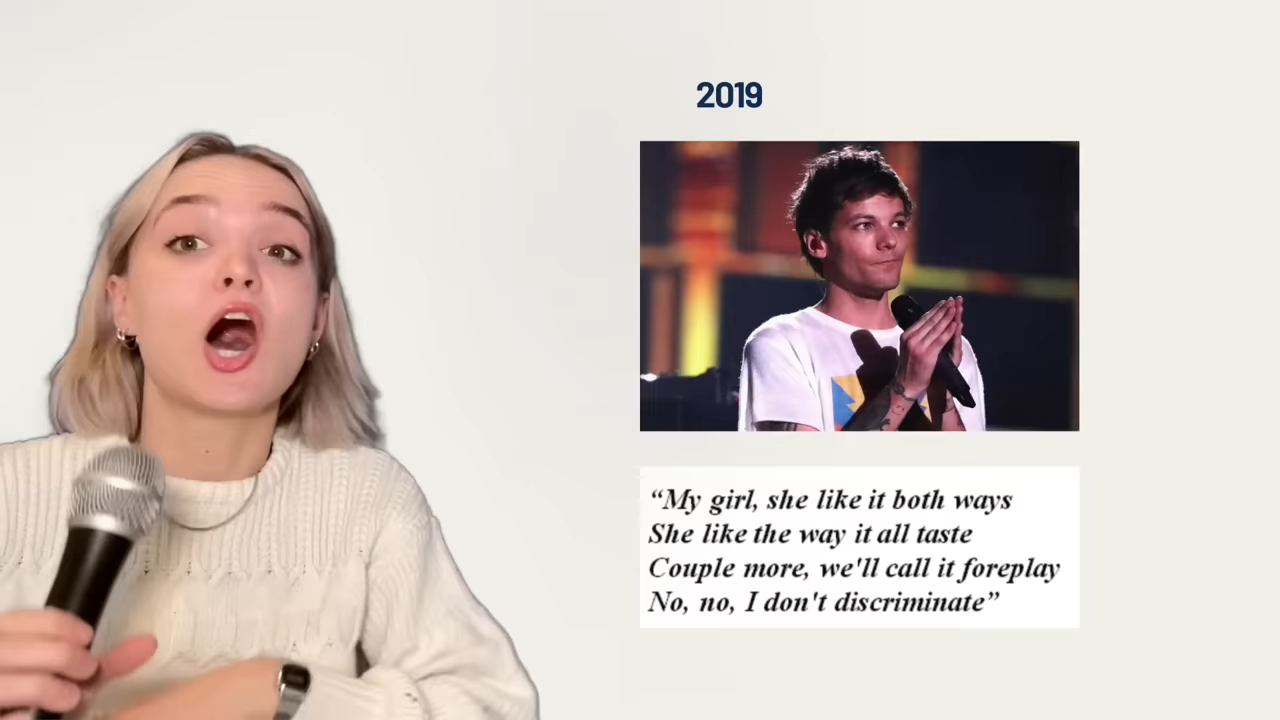 2019
“My girl, she like it both ways
She like the way it all taste
Couple more, we'll call it foreplay
No, no, I don't discriminate”